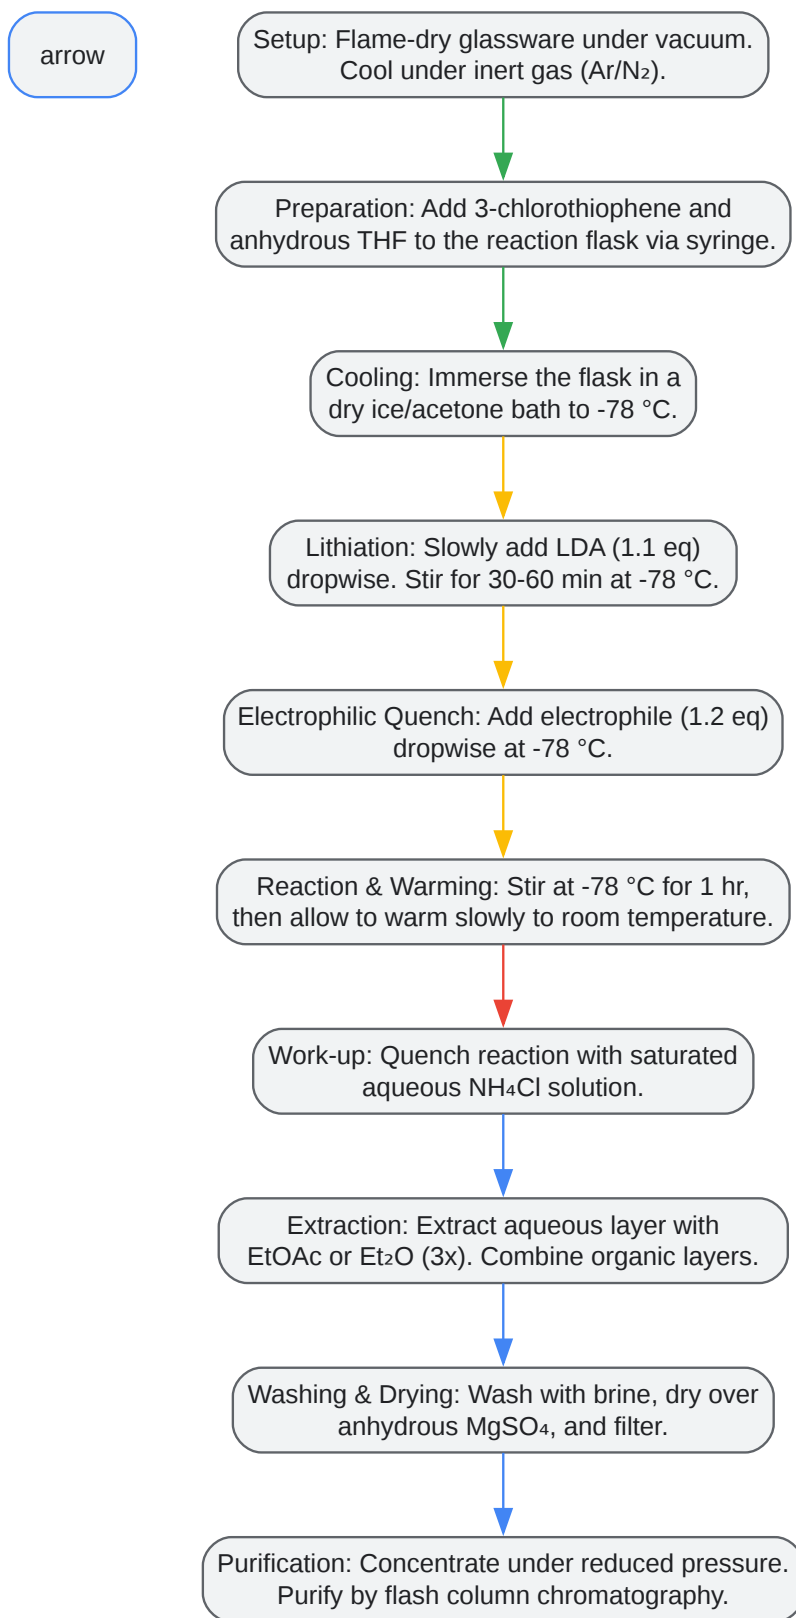 arrow
Setup: Flame-dry glassware under vacuum.
Cool under inert gas (Ar/N₂).
Preparation: Add 3-chlorothiophene and
anhydrous THF to the reaction flask via syringe.
Cooling: Immerse the flask in a
dry ice/acetone bath to -78 °C.
Lithiation: Slowly add LDA (1.1 eq)
dropwise. Stir for 30-60 min at -78 °C.
Electrophilic Quench: Add electrophile (1.2 eq)
dropwise at -78 °C.
Reaction & Warming: Stir at -78 °C for 1 hr,
then allow to warm slowly to room temperature.
Work-up: Quench reaction with saturated
aqueous NH₄Cl solution.
Extraction: Extract aqueous layer with
EtOAc or Et₂O (3x). Combine organic layers.
Washing & Drying: Wash with brine, dry over
anhydrous MgSO₄, and filter.
Purification: Concentrate under reduced pressure.
Purify by flash column chromatography.